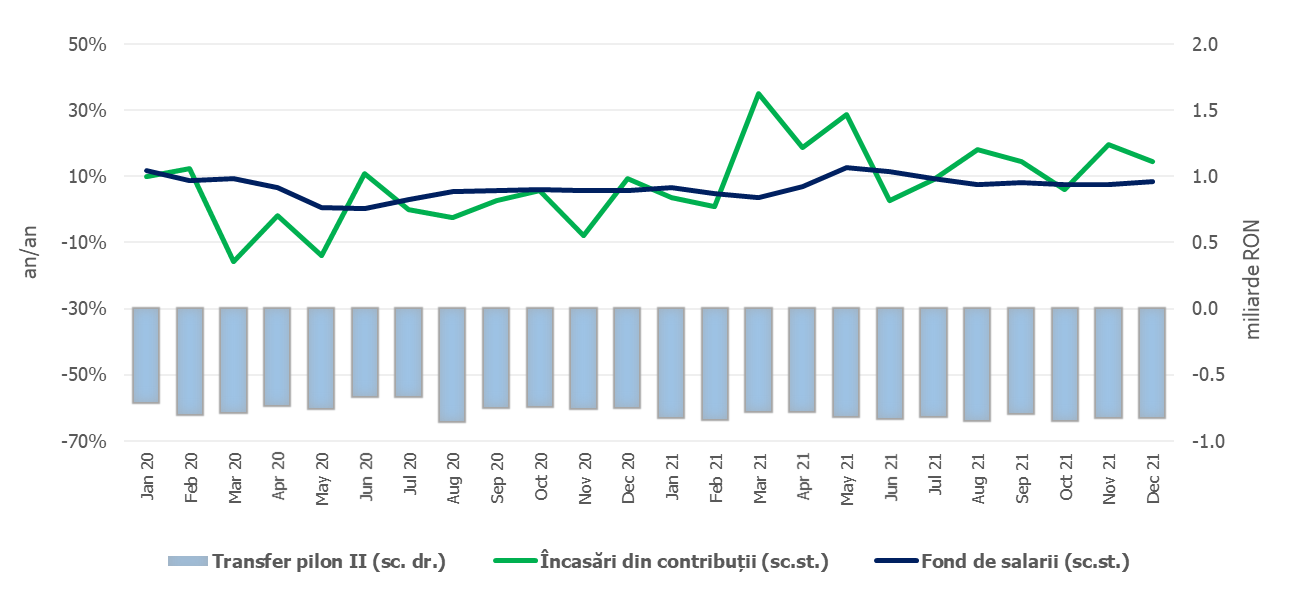 50%
30%
10%
-10%
-30%
-50%
-70%
an/an
2.0
1.5
1.0
0.5
0.0
-0.5
-1.0
miliarde RON
Jan 20
Feb 20
Mar 20
Apr 20
May 20
Jun 20
Jul 20
Aug 20
Sep 20
Oct 20
Nov 20
Dec 20
Jan 21
Feb 21
Mar 21
Apr 21
May 21
Jun 21
Jul 21
Aug 21
Sep 21
Oct 21
Nov 21
Dec 21
Transfer pilon II (sc. dr.)
Încasări din contribuții (sc.st.)
Fond de salarii (sc.st.)